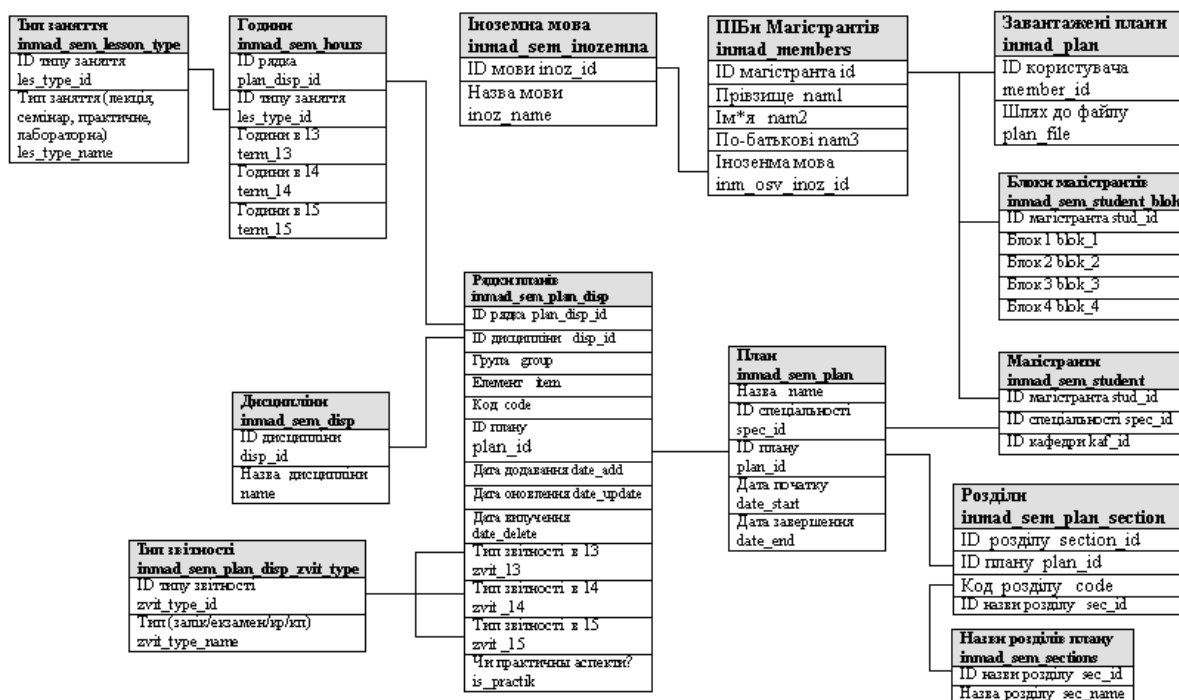 Тип заняття
inmad_sem_lesson_type
ID типу заняття
les_type_id
Тип заняття (лекція,
семінар, практичне,
лабораторна)
les_type_name
Години
inmad_sem_hours
ID рядка
plan_disp_id
ID типу заняття
les_type_id
Години в 13
term_13
Години в 14
term_14
Години в 15
term_15
Іноземна мова
inmad_sem_inozemna
ID мови inoz_id
Назва мови
inoz_name
ПІБи Магістрантів
inmad_members
ID магістранта id
Прівзище nam1
Ім*я nam2
По-батькові nam3
Інозенма мова
inm_osv_inoz_id
Завантажені плани
inmad_plan
ID користувача
member_id
Шлях до файлу
plan_file
Блоки магістрантів
inmad_sem_student_blok
ID магістранта stud_id
Блок 1 blok_1
Блок 2 blok_2
Блок 3 blok_3
Блок 4 blok_4
Рядки планів
inmad_sem_plan_disp
ID рядка plan_disp_id
ID дисципліни disp_id
Група group
Елемент item
Код code
ID плану
plan_id
Дата додавання date_add
Дата оновлення date_update
Дата вилучення
date_delete
Тип звітності в 13
zvit_13
Тип звітності в 14
zvit _14
Тип звітності в 15
zvit _15
Чи практичны аспекти?
is_practik
План
inmad_sem_plan
Назва name
ID спеціальності
spec_id
ID плану
plan_id
Дата початку
date_start
Дата завершення
date_end
Магістранти
inmad_sem_student
ID магістранта stud_id
ID спеціальності spec_id
ID кафедри kaf_id
Дисципліни
inmad_sem_disp
ID дисципліни
disp_id
Назва дисципліни
name
Розділи
inmad_sem_plan_section
ID розділу section_id
ID плану plan_id
Код розділу code
ID назви розділу sec_id
Тип звітності
inmad_sem_plan_disp_zvit_type
ID типу звітності
zvit_type_id
Тип (залік/екзамен/кр/кп)
zvit_type_name
Назви розділів плану
inmad_sem_sections
ID назви розділу sec_id
Назва розділу sec_name